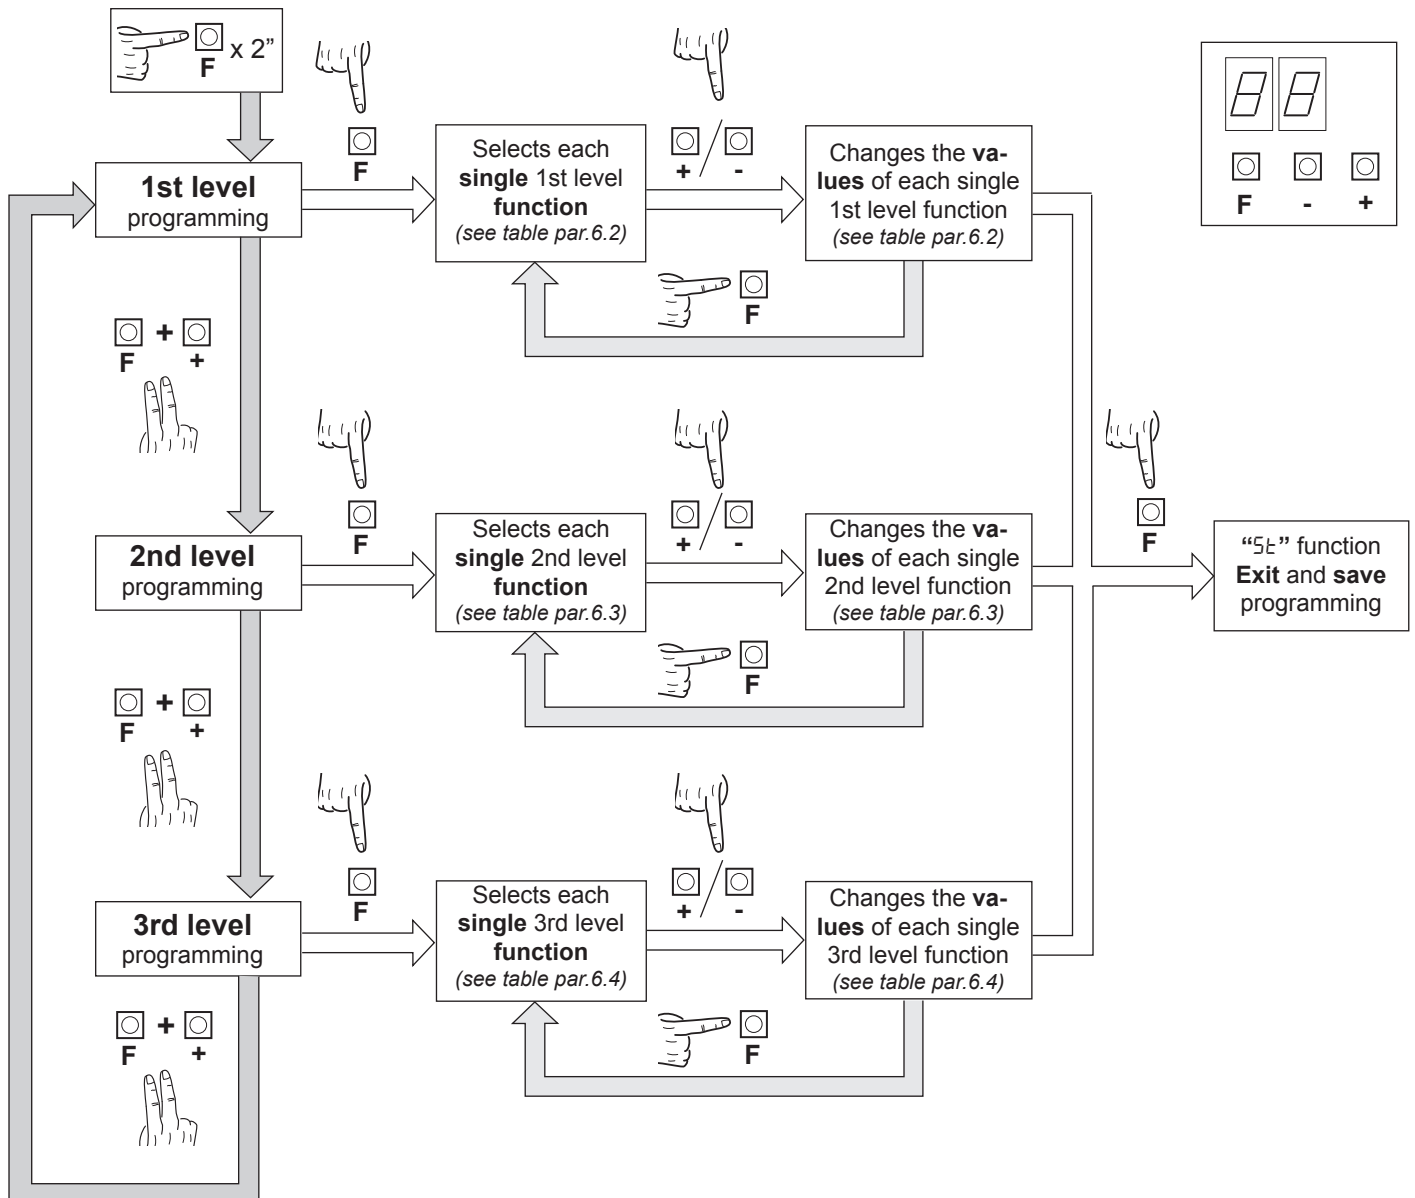 F x 2”
F
+ / -
88
F - +
1st level
programming
Selects each
single 1st level
function
(see table par.6.2)
Changes the va-
lues of each single
1st level function
(see table par.6.2)
F
F + +
F
+ / -
2nd level
programming
Selects each
single 2nd level
function
(see table par.6.3)
Changes the va-
lues of each single
2nd level function
(see table par.6.3)
F
F
“St” function
Exit and save
programming
F + +
F
+ / -
3rd level
programming
Selects each
single 3rd level
function
(see table par.6.4)
Changes the va-
lues of each single
3rd level function
(see table par.6.4)
F
F + +